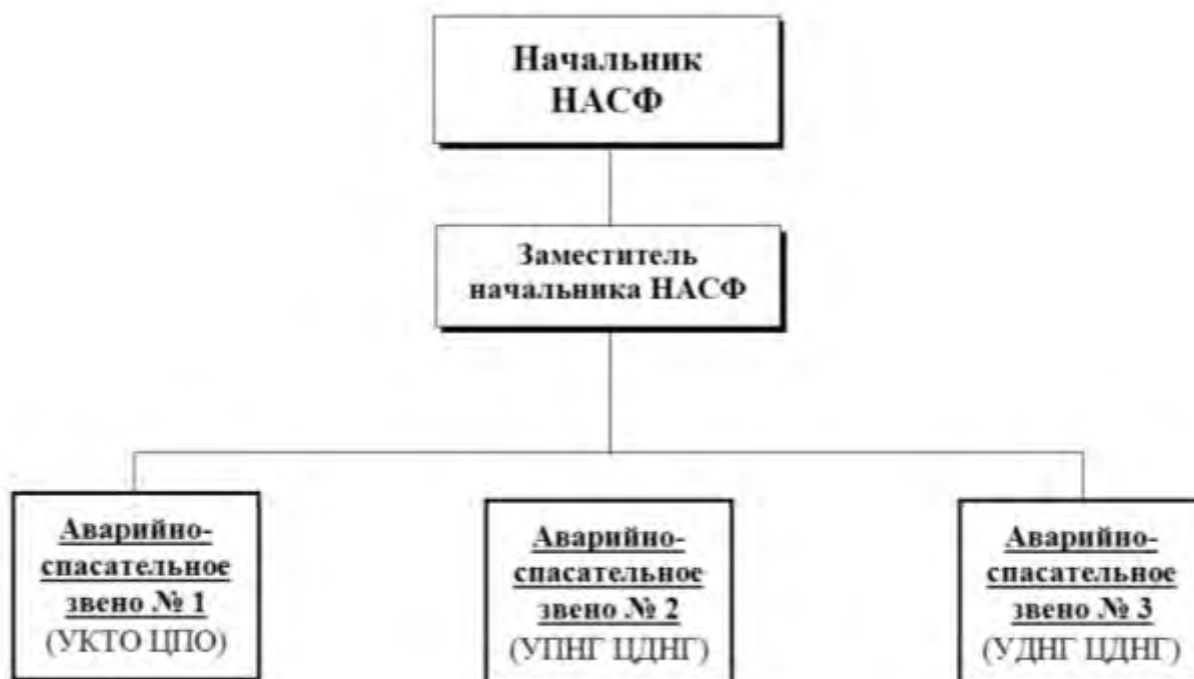 Начальник
НАСФ
Заместитель
начальника НАСФ
Аварийно-
спасательное
звено № 1
(УКТО ЦПО)
Аварийно-
спасательное
звено № 2
(УПНГ ЦДНГ)
Аварийно-
спасательное
звено № 3
(УДНГ ЦДНГ)